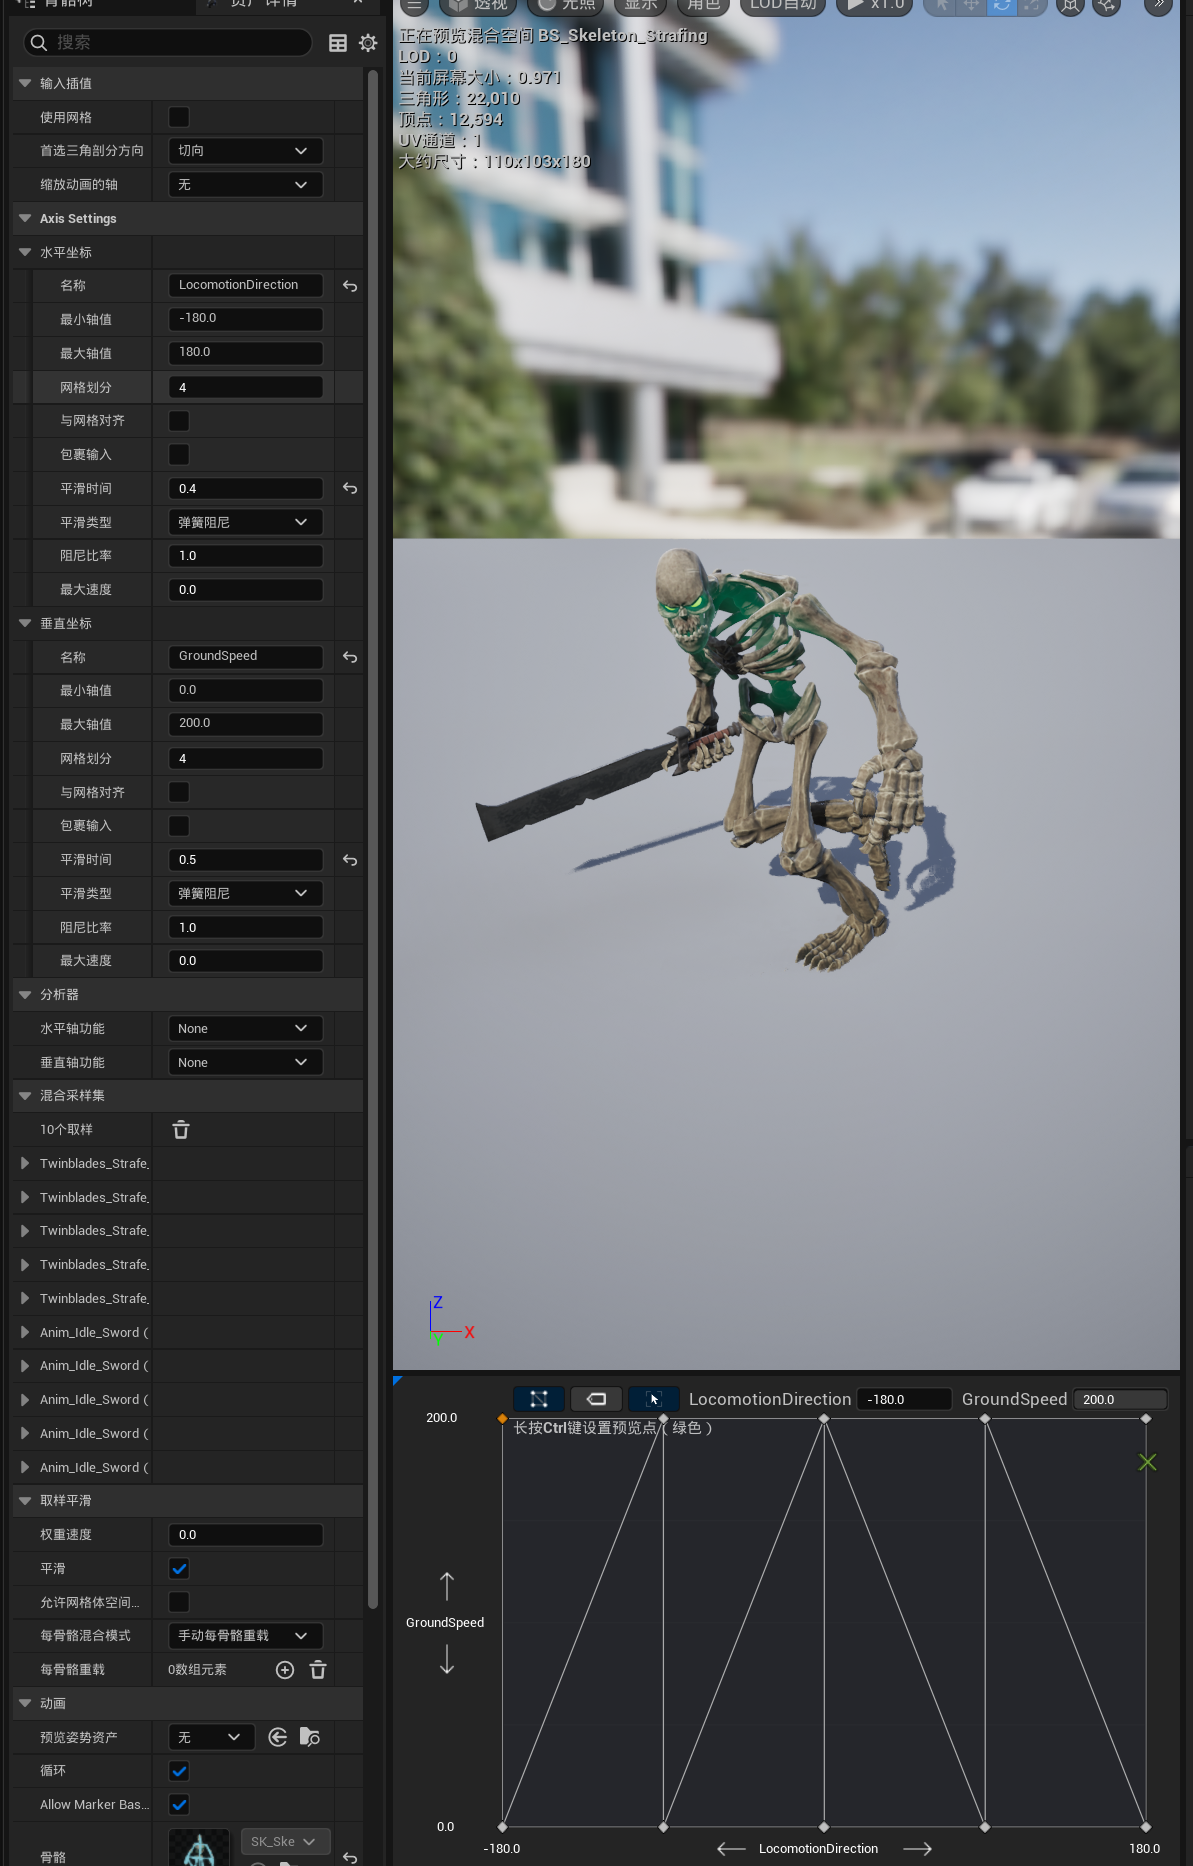 搜索
输入插值
使用网格
首选三角剖分方向 切向
缩放动画的轴 无
Axis Settings
水平坐标
名称 LocomotionDirection
最小轴值 -180.0
最大轴值 180.0
网格划分 4
与网格对齐
包裹输入
平滑时间 0.4
平滑类型 弹簧阻尼
阻尼比率 1.0
最大速度 0.0
垂直坐标
名称 GroundSpeed
最小轴值 0.0
最大轴值 200.0
网格划分 4
与网格对齐
包裹输入
平滑时间 0.5
平滑类型 弹簧阻尼
阻尼比率 1.0
最大速度 0.0
分析器
水平轴功能 None
垂直轴功能 None
混合采样集
10个取样
Twinblades_Strafe_
Twinblades_Strafe_
Twinblades_Strafe_
Twinblades_Strafe_
Twinblades_Strafe_
Anim_Idle_Sword (
Anim_Idle_Sword (
Anim_Idle_Sword (
Anim_Idle_Sword (
Anim_Idle_Sword (
取样平滑
权重速度 0.0
平滑
允许网格体空间...
每骨骼混合模式 手动每骨骼重载
每骨骼重载 0数组元素
动画
预览姿势资产 无
循环
Allow Marker Bas...
骨骼 SK_Ske
透视 光照 显示 角色 LOD自动 x1.0
正在预览混合空间 BS_Skeleton_Strafing
LOD：0
当前屏幕大小：0.971
三角形：22,010
顶点：12,594
UV通道：1
大约尺寸：110x103x180
Z
X
Y
LocomotionDirection -180.0 GroundSpeed 200.0
200.0
长按Ctrl键设置预览点（绿色）
GroundSpeed
0.0
-180.0 LocomotionDirection 180.0